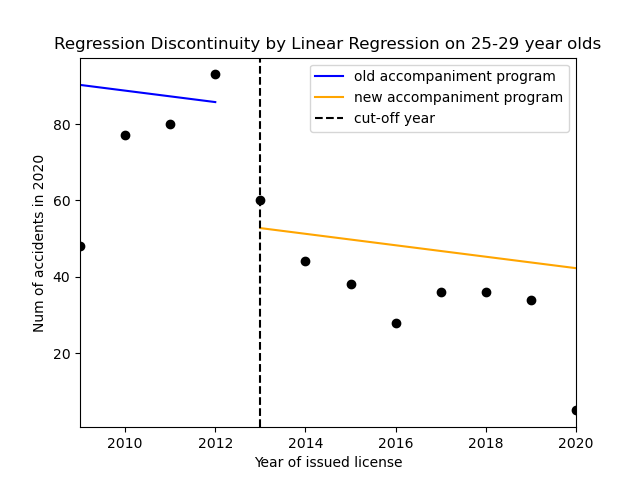 Regression Discontinuity by Linear Regression on 25-29 year olds
old accompaniment program
new accompaniment program
cut-off year
Num of accidents in 2020
80
60
40
20
2010 2012 2014 2016 2018 2020
Year of issued license